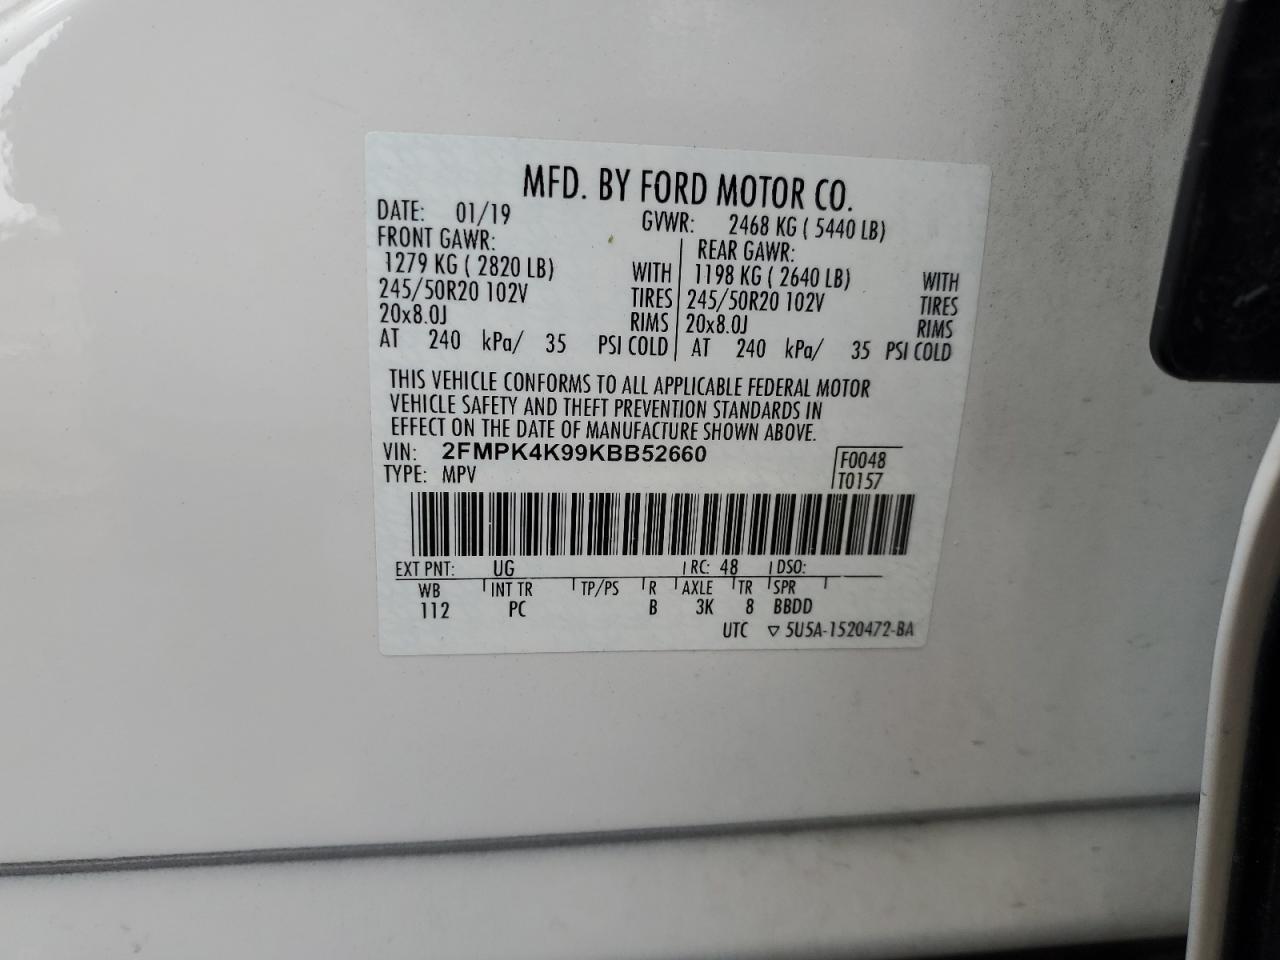 MFD. BY FORD MOTOR CO.
DATE: 01/19 GVWR: 2468 KG ( 5440 LB)
FRONT GAWR: REAR GAWR:
1279 KG ( 2820 LB) WITH 1198 KG ( 2640 LB) WITH
245/50R20 102V TIRES 245/50R20 102V TIRES
20x8.0J RIMS 20x8.0J RIMS
AT 240 kPa/ 35 PSI COLD AT 240 kPa/ 35 PSI COLD
THIS VEHICLE CONFORMS TO ALL APPLICABLE FEDERAL MOTOR
VEHICLE SAFETY AND THEFT PREVENTION STANDARDS IN
EFFECT ON THE DATE OF MANUFACTURE SHOWN ABOVE.
VIN: 2FMPK4K99KBB52660 F0048
TYPE: MPV T0157
EXT PNT: UG RC: 48 DSO:
WB INT TR TP/PS R AXLE TR SPR
112 PC B 3K 8 BBDD
UTC ▽ 5U5A-1520472-BA